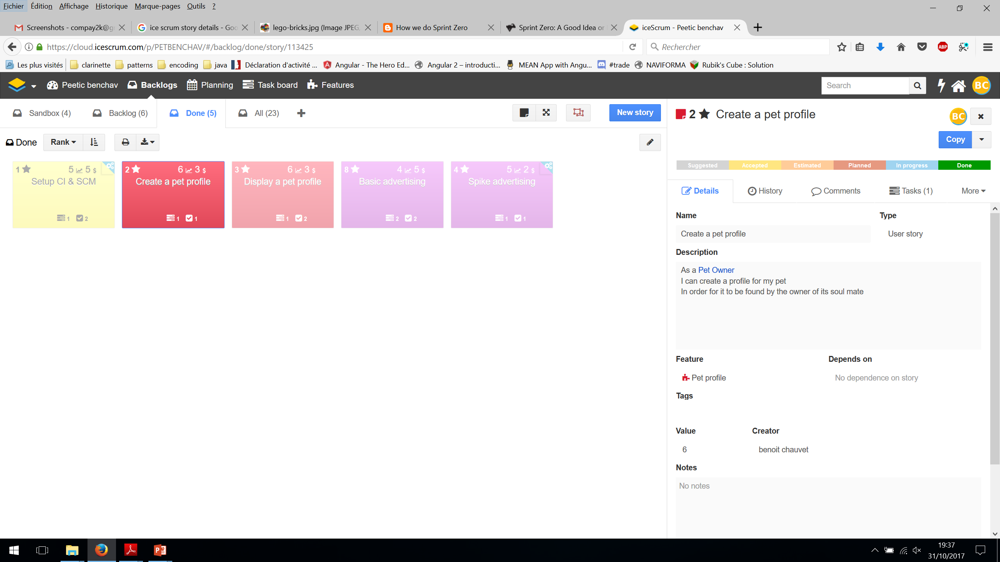 Fichier Édition Affichage Historique Marque-pages Outils ?
Screenshots - compay2k@g
ice scrum story details - Goo
lego-bricks.jpg (Image JPEG,
How we do Sprint Zero
Sprint Zero: A Good Idea or
iceScrum - Peetic benchav
https://cloud.icescrum.com/p/PETBENCHAV/#/backlog/done/story/113425
Rechercher
ABP
Les plus visités clarinette patterns encoding java Déclaration d'activité ... Angular - The Hero Ed... Angular 2 – introducti... MEAN App with Angu... #trade NAVIFORMA Rubik's Cube : Solution
Peetic benchav Backlogs Planning Task board Features
Search
BC
Sandbox (4) Backlog (6) Done (5) All (23)
New story
Done Rank
1 5 5 $
Setup CI & SCM
1 2
2 6 3 $
Create a pet profile
1 1
3 6 3 $
Display a pet profile
1 2
8 4 5 $
Basic advertising
2 2
4 5 2 $
Spike advertising
1 1
2 Create a pet profile
BC
Copy
Suggested Accepted Estimated Planned In progress Done
Details History Comments Tasks (1) More
Name Type
Create a pet profile User story
Description
As a Pet Owner
I can create a profile for my pet
In order for it to be found by the owner of its soul mate
Feature Depends on
Pet profile No dependence on story
Tags
Value Creator
6 benoit chauvet
Notes
No notes
19:37
31/10/2017